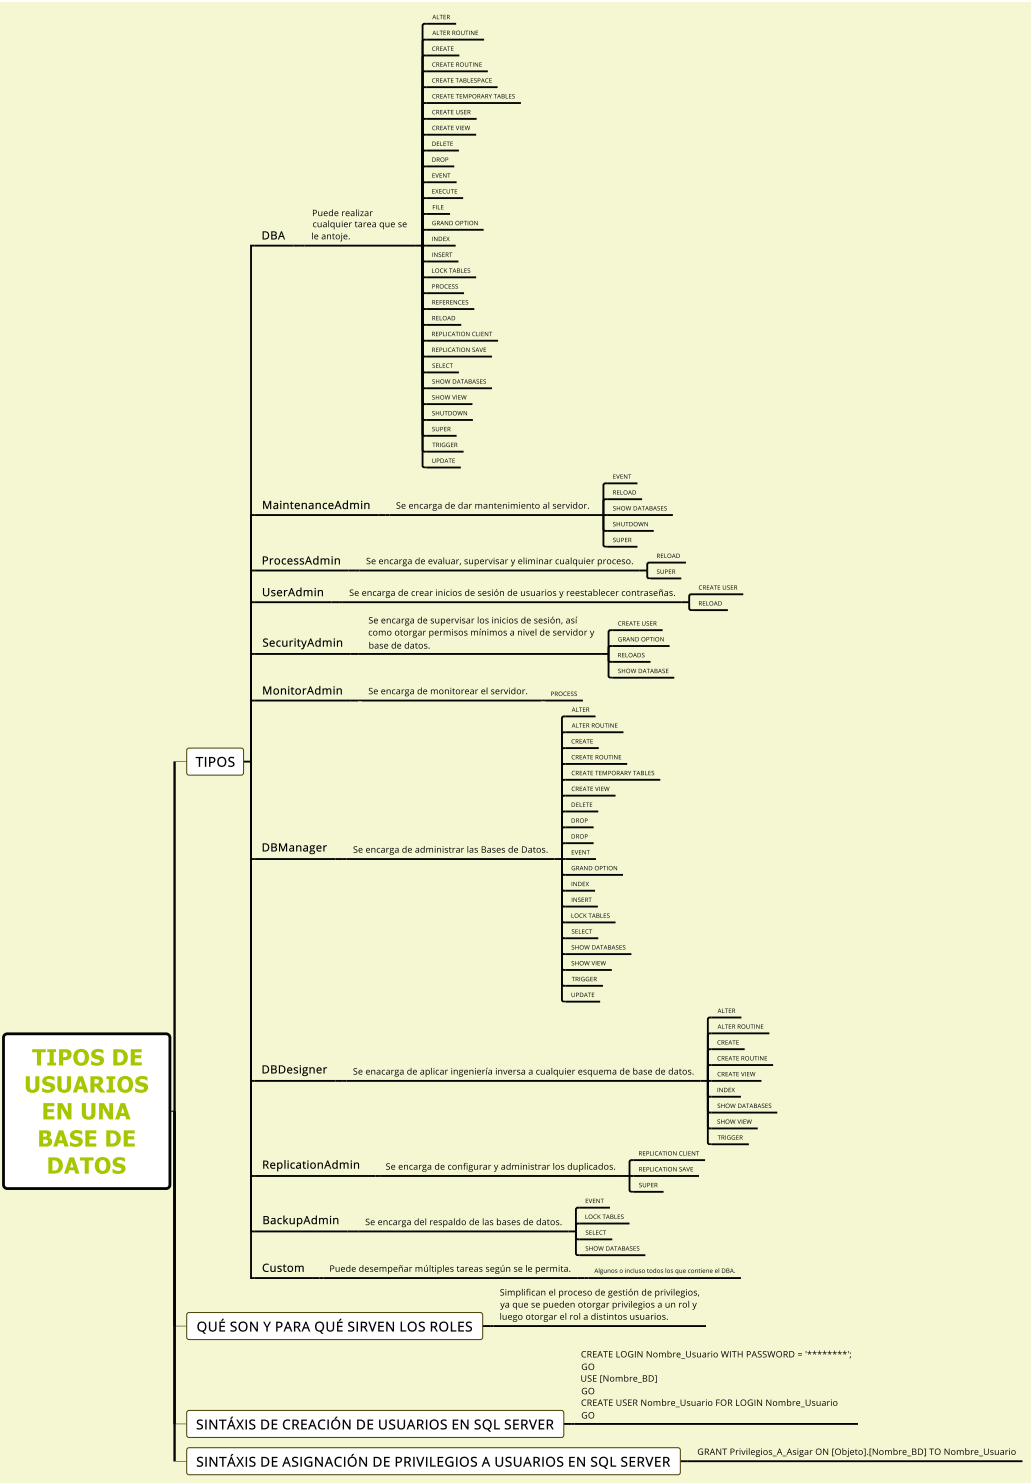 TIPOS DE
USUARIOS
EN UNA
BASE DE
DATOS
TIPOS
DBA
Puede realizar
cualquier tarea que se
le antoje.
ALTER
ALTER ROUTINE
CREATE
CREATE ROUTINE
CREATE TABLESPACE
CREATE TEMPORARY TABLES
CREATE USER
CREATE VIEW
DELETE
DROP
EVENT
EXECUTE
FILE
GRAND OPTION
INDEX
INSERT
LOCK TABLES
PROCESS
REFERENCES
RELOAD
REPLICATION CLIENT
REPLICATION SAVE
SELECT
SHOW DATABASES
SHOW VIEW
SHUTDOWN
SUPER
TRIGGER
UPDATE
MaintenanceAdmin
Se encarga de dar mantenimiento al servidor.
EVENT
RELOAD
SHOW DATABASES
SHUTDOWN
SUPER
ProcessAdmin
Se encarga de evaluar, supervisar y eliminar cualquier proceso.
RELOAD
SUPER
UserAdmin
Se encarga de crear inicios de sesión de usuarios y reestablecer contraseñas.
CREATE USER
RELOAD
SecurityAdmin
Se encarga de supervisar los inicios de sesión, así
como otorgar permisos mínimos a nivel de servidor y
base de datos.
CREATE USER
GRAND OPTION
RELOADS
SHOW DATABASE
MonitorAdmin
Se encarga de monitorear el servidor.
PROCESS
DBManager
Se encarga de administrar las Bases de Datos.
ALTER
ALTER ROUTINE
CREATE
CREATE ROUTINE
CREATE TEMPORARY TABLES
CREATE VIEW
DELETE
DROP
DROP
EVENT
GRAND OPTION
INDEX
INSERT
LOCK TABLES
SELECT
SHOW DATABASES
SHOW VIEW
TRIGGER
UPDATE
DBDesigner
Se enacarga de aplicar ingeniería inversa a cualquier esquema de base de datos.
ALTER
ALTER ROUTINE
CREATE
CREATE ROUTINE
CREATE VIEW
INDEX
SHOW DATABASES
SHOW VIEW
TRIGGER
ReplicationAdmin
Se encarga de configurar y administrar los duplicados.
REPLICATION CLIENT
REPLICATION SAVE
SUPER
BackupAdmin
Se encarga del respaldo de las bases de datos.
EVENT
LOCK TABLES
SELECT
SHOW DATABASES
Custom
Puede desempeñar múltiples tareas según se le permita.
Algunos o incluso todos los que contiene el DBA.
QUÉ SON Y PARA QUÉ SIRVEN LOS ROLES
Simplifican el proceso de gestión de privilegios,
ya que se pueden otorgar privilegios a un rol y
luego otorgar el rol a distintos usuarios.
SINTÁXIS DE CREACIÓN DE USUARIOS EN SQL SERVER
CREATE LOGIN Nombre_Usuario WITH PASSWORD = '********';
GO
USE [Nombre_BD]
GO
CREATE USER Nombre_Usuario FOR LOGIN Nombre_Usuario
GO
SINTÁXIS DE ASIGNACIÓN DE PRIVILEGIOS A USUARIOS EN SQL SERVER
GRANT Privilegios_A_Asigar ON [Objeto].[Nombre_BD] TO Nombre_Usuario